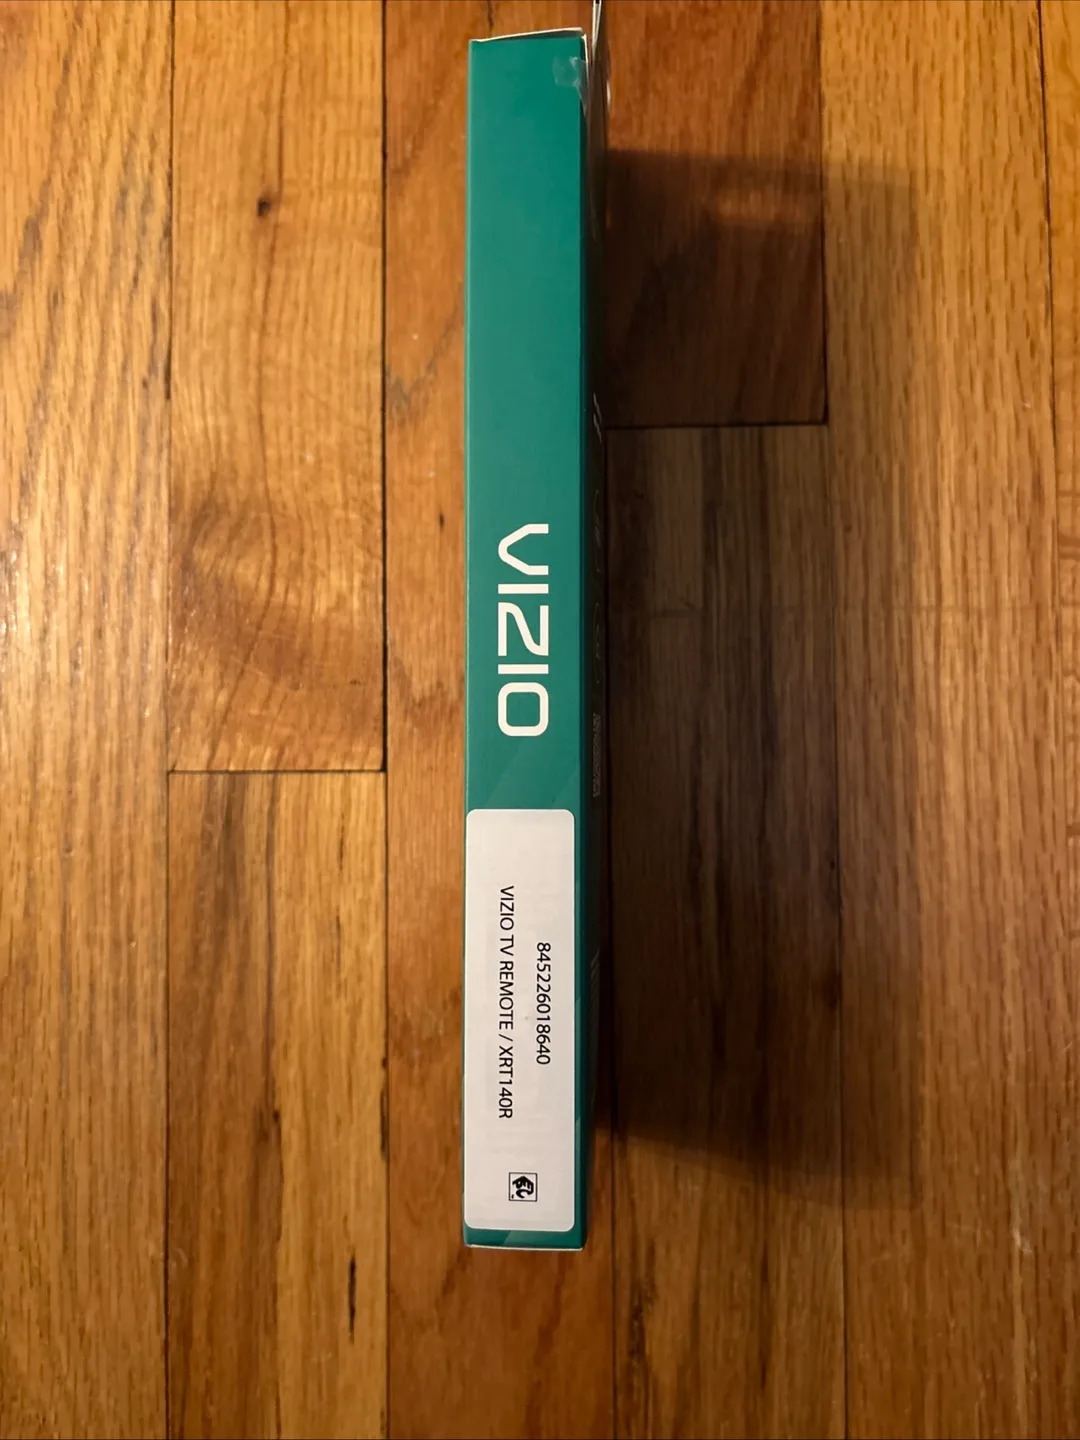 VIZIO
845226018640
VIZIO TV REMOTE / XRT140R